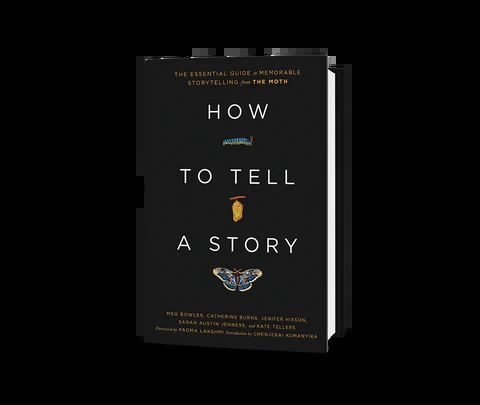 THE ESSENTIAL GUIDE to MEMORABLE
STORYTELLING from THE MOTH
HOW
TO TELL
A STORY
MEG BOWLES, CATHERINE BURNS, JENIFER HIXSON,
SARAH AUSTIN JENNESS, and KATE TELLERS
Foreword by PADMA LAKSHMI Introduction by CHENJERAI KUMANYIKA